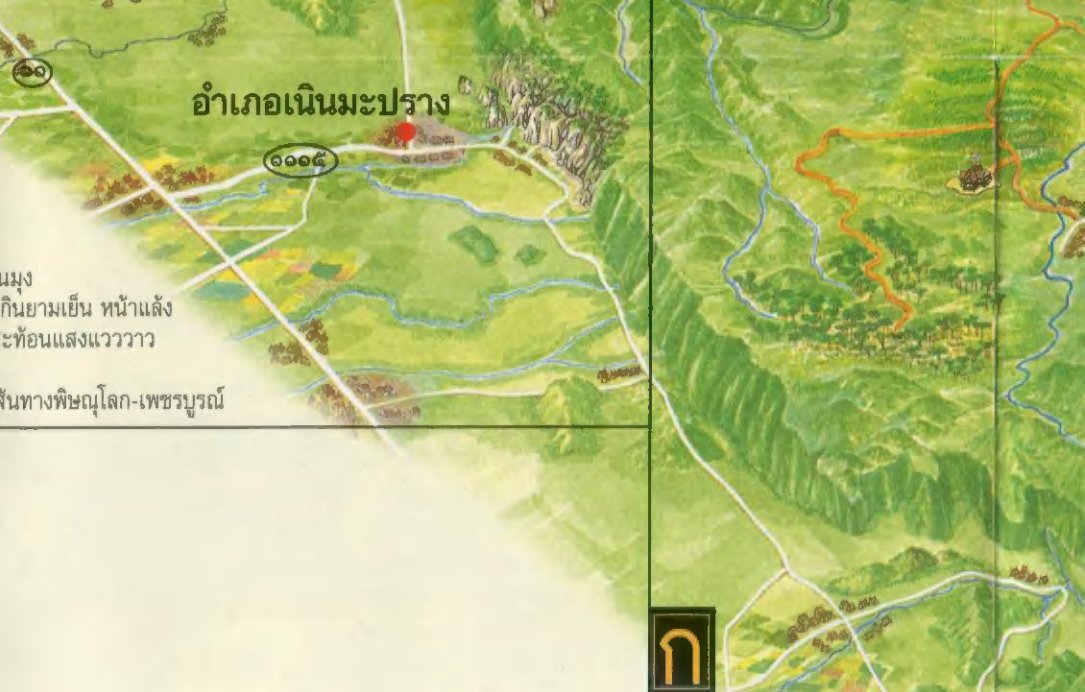 ๑๑
อำเภอเนินมะปราง
๑๑๑๕
นมุง
กินยามเย็น หน้าแล้ง
ะท้อนแสงแวววาว
ส้นทางพิษณุโลก-เพชรบูรณ์
ก